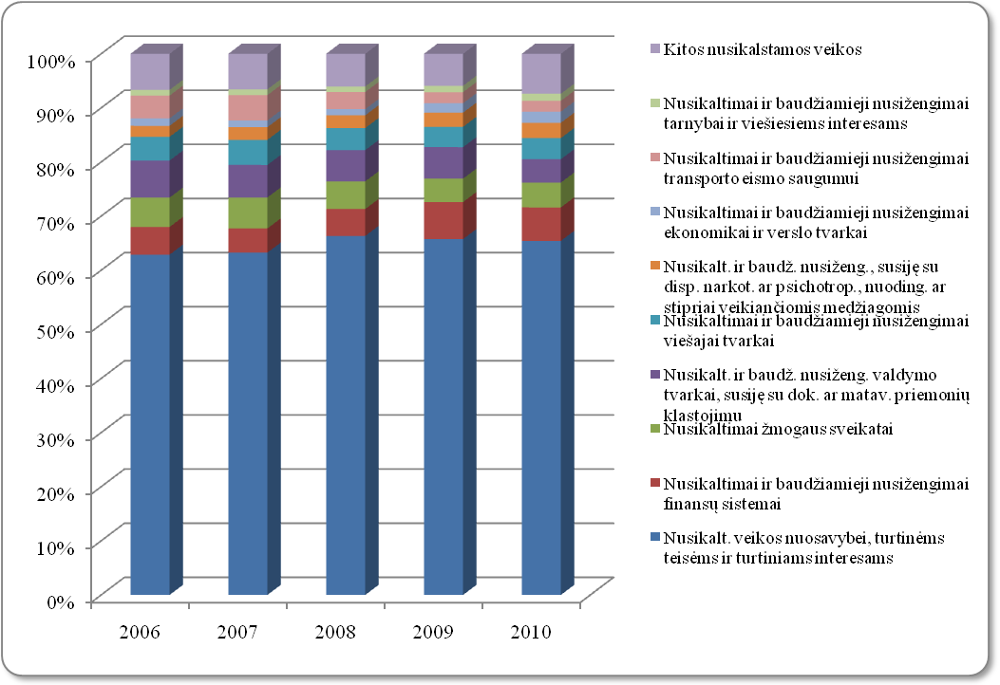 100%
90%
80%
70%
60%
50%
40%
30%
20%
10%
0%
2006
2007
2008
2009
2010
Kitos nusikalstamos veikos
Nusikaltimai ir baudžiamieji nusižengimai
tarnybai ir viešiesiems interesams
Nusikaltimai ir baudžiamieji nusižengimai
transporto eismo saugumui
Nusikaltimai ir baudžiamieji nusižengimai
ekonomikai ir verslo tvarkai
Nusikalt. ir baudž. nusiženg., susiję su
disp. narkot. ar psichotrop., nuoding. ar
stipriai veikiančiomis medžiagomis
Nusikaltimai ir baudžiamieji nusižengimai
viešajai tvarkai
Nusikalt. ir baudž. nusiženg. valdymo
tvarkai, susiję su dok. ar matav. priemonių
klastojimu
Nusikaltimai žmogaus sveikatai
Nusikaltimai ir baudžiamieji nusižengimai
finansų sistemai
Nusikalt. veikos nuosavybei, turtinėms
teisėms ir turtiniams interesams